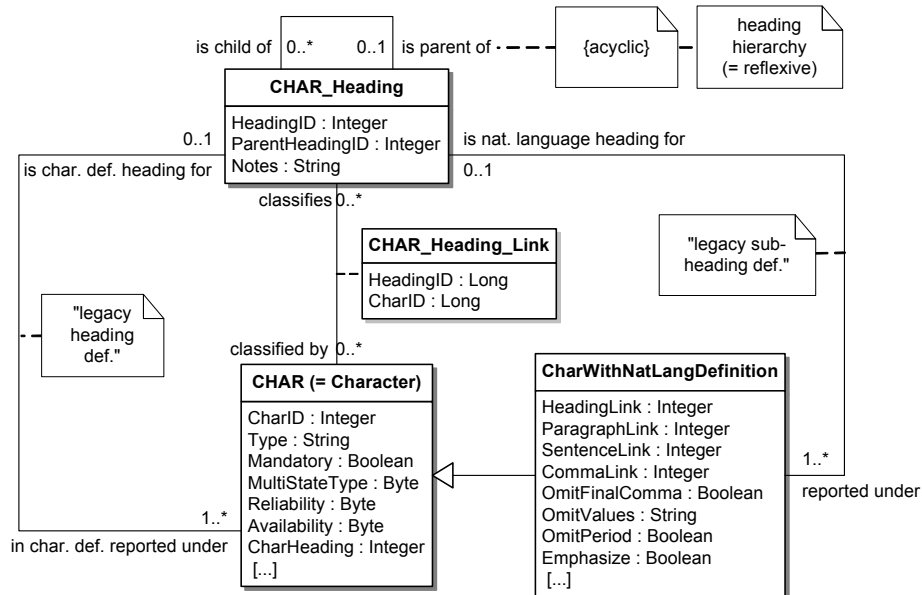 is child of 0..* 0..1 is parent of
{acyclic}
heading
hierarchy
(= reflexive)
CHAR_Heading
HeadingID : Integer
ParentHeadingID : Integer
Notes : String
0..1
is char. def. heading for
is nat. language heading for
0..1
classifies 0..*
CHAR_Heading_Link
HeadingID : Long
CharID : Long
"legacy sub-
heading def."
"legacy
heading
def."
classified by 0..*
CHAR (= Character)
CharID : Integer
Type : String
Mandatory : Boolean
MultiStateType : Byte
Reliability : Byte
Availability : Byte
CharHeading : Integer
[...]
CharWithNatLangDefinition
HeadingLink : Integer
ParagraphLink : Integer
SentenceLink : Integer
CommaLink : Integer
OmitFinalComma : Boolean
OmitValues : String
OmitPeriod : Boolean
Emphasize : Boolean
[...]
1..*
reported under
1..*
in char. def. reported under